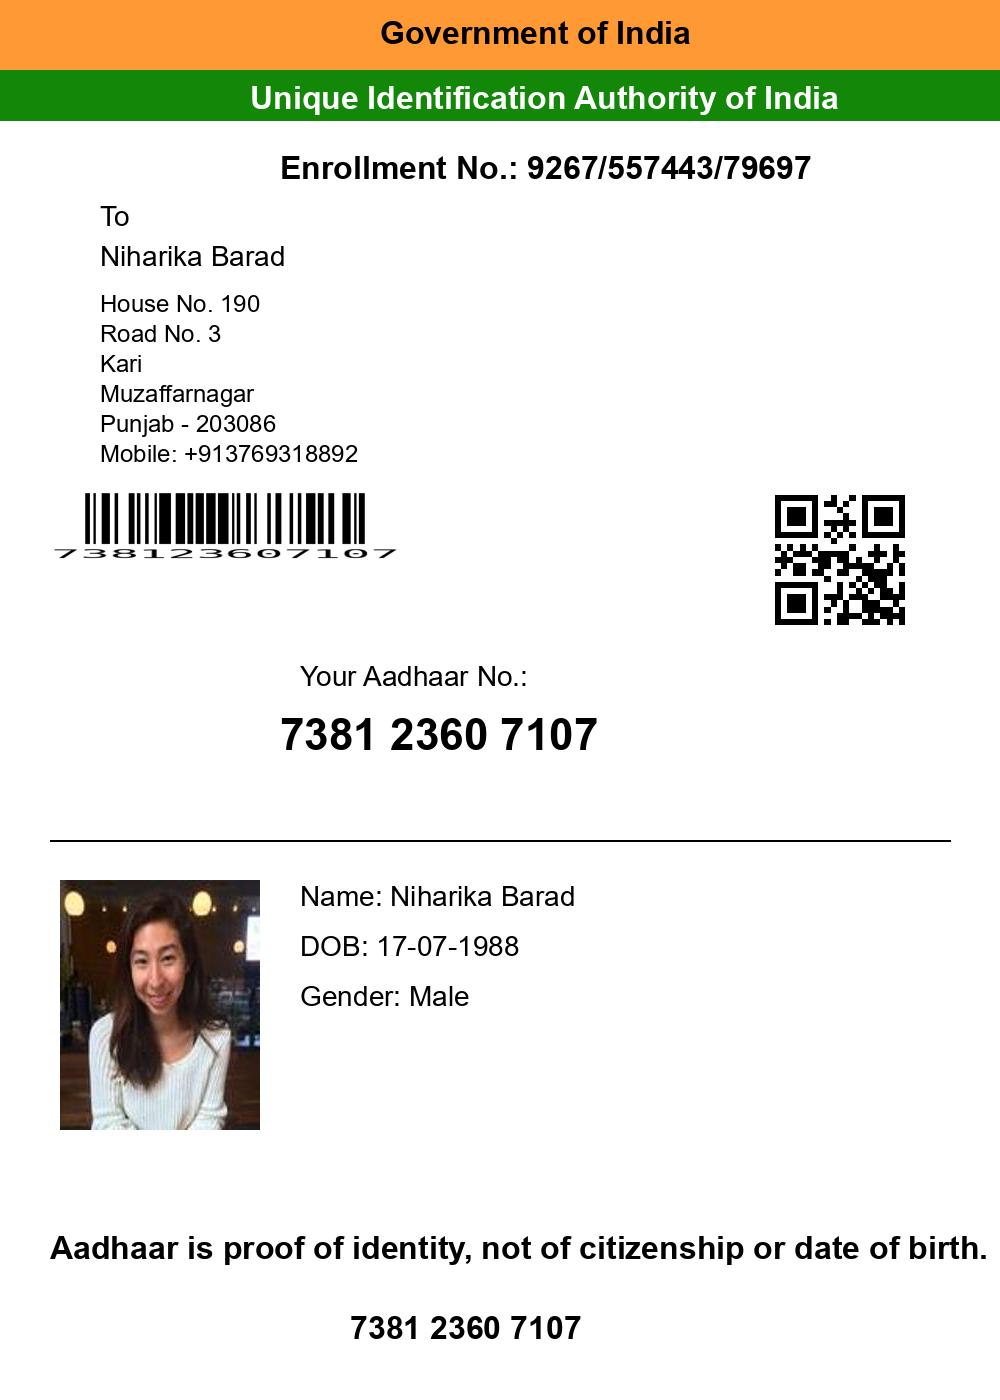 Government of India
Unique Identification Authority of India
Enrollment No.: 9267/557443/79697
To
Niharika Barad
House No. 190
Road No. 3
Kari
Muzaffarnagar
Punjab - 203086
Mobile: +913769318892
738123607107
Your Aadhaar No.:
7381 2360 7107
Name: Niharika Barad
DOB: 17-07-1988
Gender: Male
Aadhaar is proof of identity, not of citizenship or date of birth.
7381 2360 7107